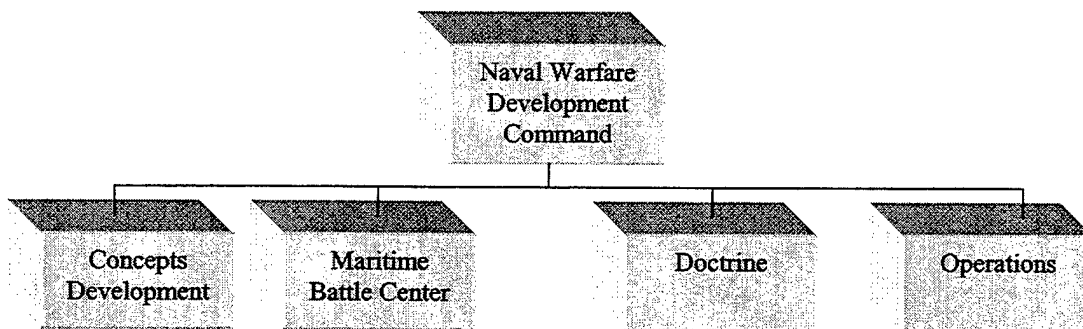 Naval Warfare
Development
Command
Concepts
Development
Maritime
Battle Center
Doctrine
Operations